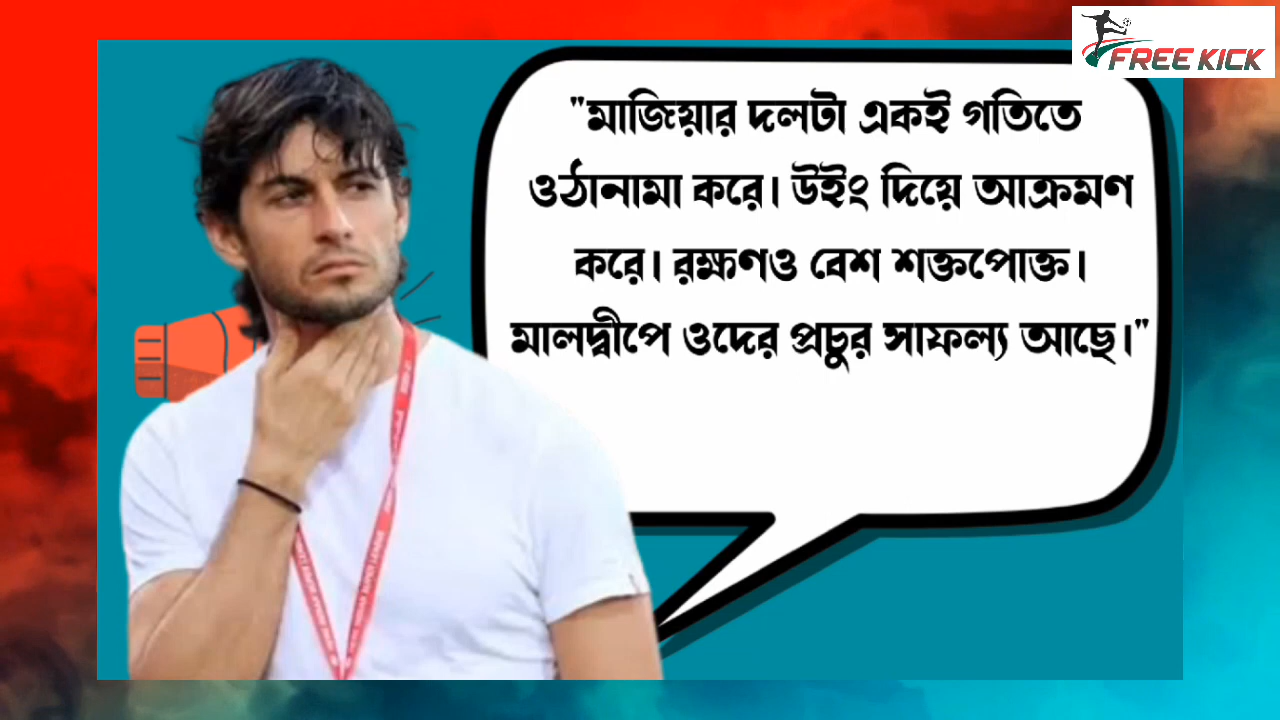 FREE KICK
"মাজিয়ার দলটা একই গতিতে
ওঠানামা করে। উইং দিয়ে আক্রমণ
করে। রক্ষণও বেশ শক্তপোক্ত।
মালদ্বীপে ওদের প্রচুর সাফল্য আছে।"